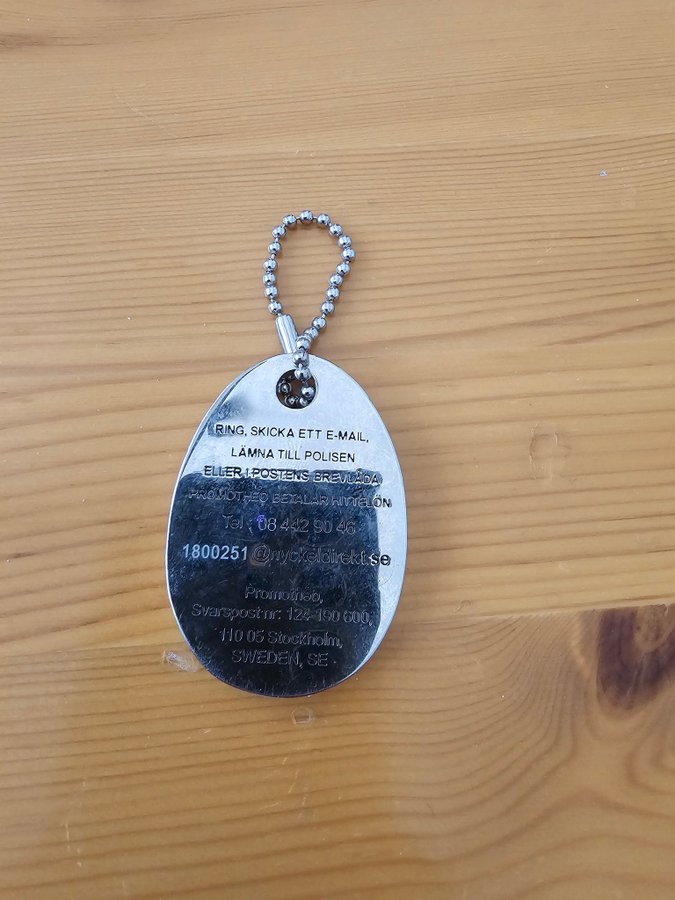 RING, SKICKA ETT E-MAIL,
LÄMNA TILL POLISEN
ELLER I POSTENS BREVLÅDA
PROMOTHEO BETALAR HITTELÖN
Tel : 08 442 90 46
1800251@nyckeldirekt.se
Promotheo,
Svarspost nr: 124 190 600,
110 05 Stockholm,
SWEDEN, SE